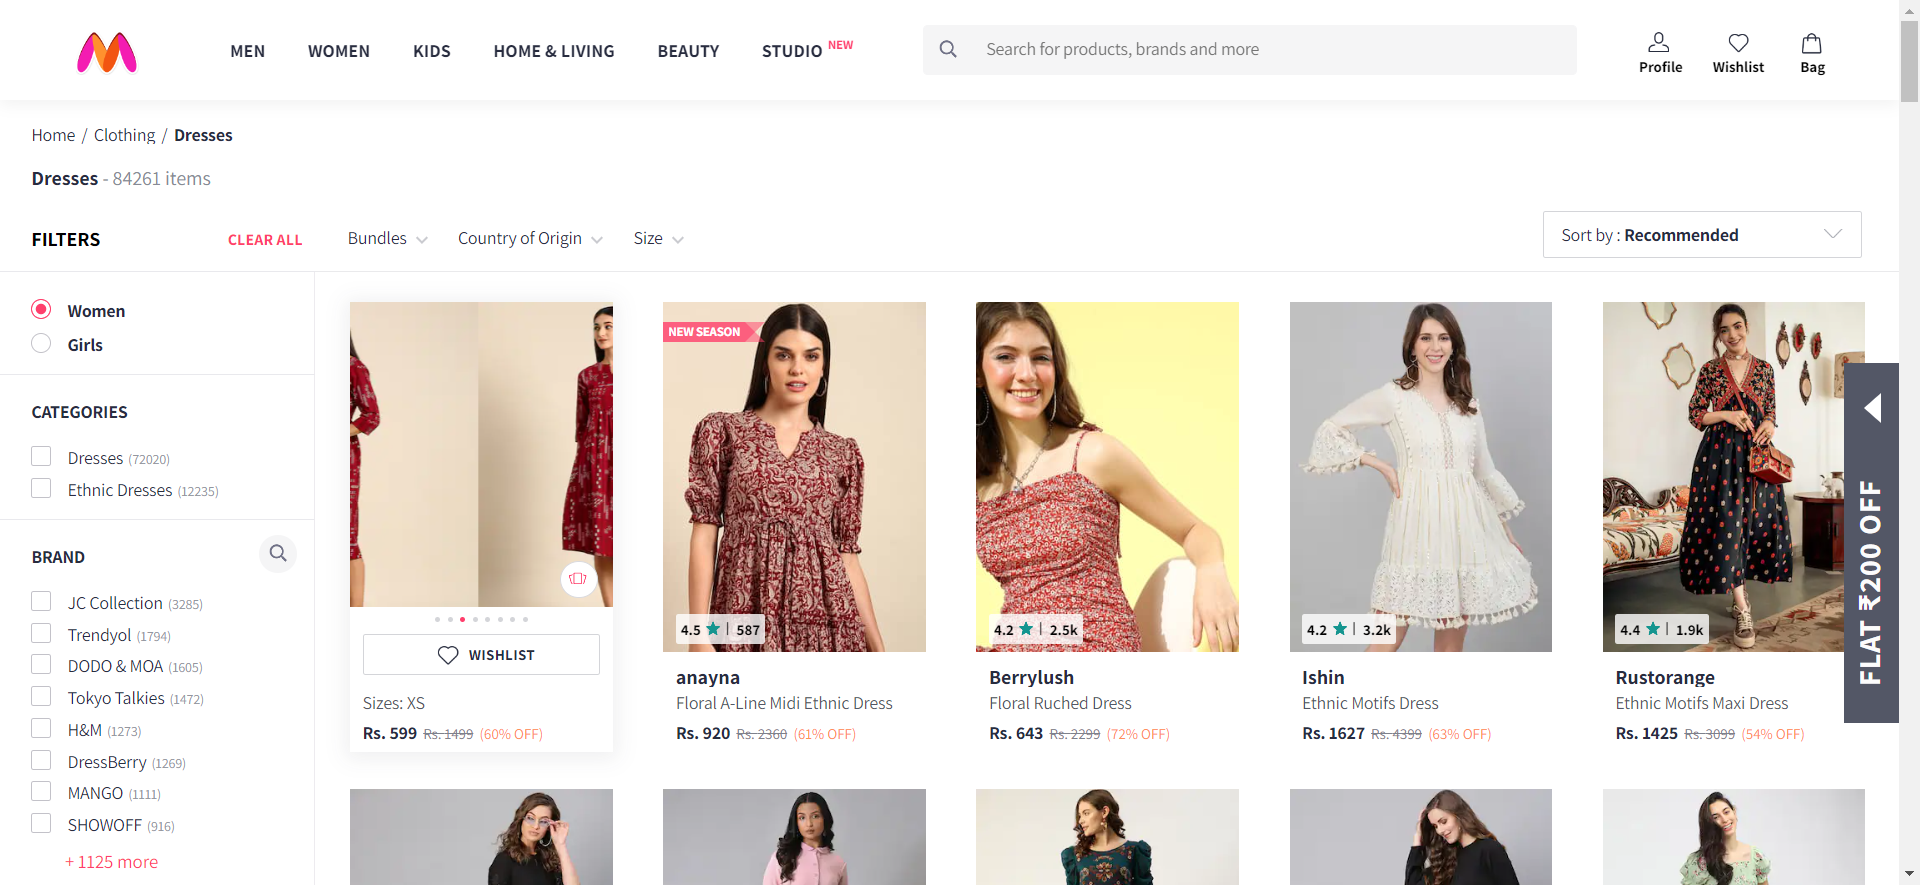 MEN WOMEN KIDS HOME & LIVING BEAUTY STUDIO NEW
Search for products, brands and more
Profile Wishlist Bag
Home / Clothing / Dresses
Dresses - 84261 items
FILTERS CLEAR ALL
Bundles Country of Origin Size
Sort by : Recommended
Women
Girls
CATEGORIES
Dresses (72020)
Ethnic Dresses (12235)
BRAND
JC Collection (3285)
Trendyol (1794)
DODO & MOA (1605)
Tokyo Talkies (1472)
H&M (1273)
DressBerry (1269)
MANGO (1111)
SHOWOFF (916)
+ 1125 more
WISHLIST
Sizes: XS
Rs. 599 Rs. 1499 (60% OFF)
NEW SEASON
4.5 | 587
anayna
Floral A-Line Midi Ethnic Dress
Rs. 920 Rs. 2360 (61% OFF)
4.2 | 2.5k
Berrylush
Floral Ruched Dress
Rs. 643 Rs. 2299 (72% OFF)
4.2 | 3.2k
Ishin
Ethnic Motifs Dress
Rs. 1627 Rs. 4399 (63% OFF)
4.4 | 1.9k
Rustorange
Ethnic Motifs Maxi Dress
Rs. 1425 Rs. 3099 (54% OFF)
FLAT ₹200 OFF